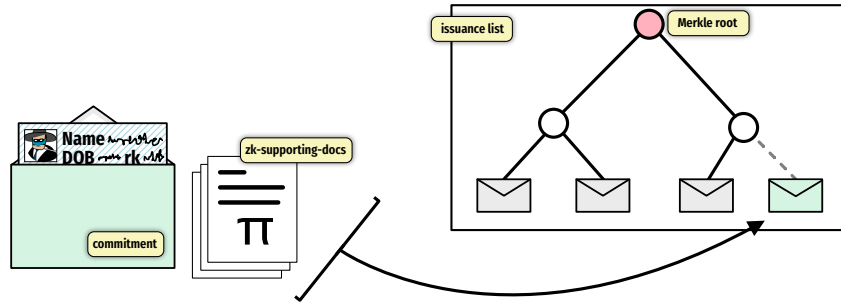 issuance list
Merkle root
Name
DOB rk
zk-supporting-docs
π
commitment